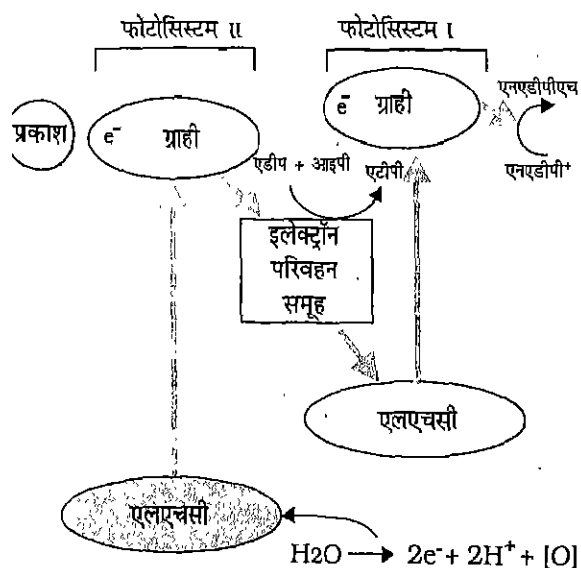 फोटोसिस्टम II
फोटोसिस्टम I
प्रकाश
e⁻ ग्राही
e⁻ ग्राही
एनएडीपीएच
एनएडीपी⁺
एडीप + आइपी
एटीपी
इलेक्ट्रॉन
परिवहन
समूह
एलएचसी
एलएचसी
H2O → 2e⁻ + 2H⁺ + [O]